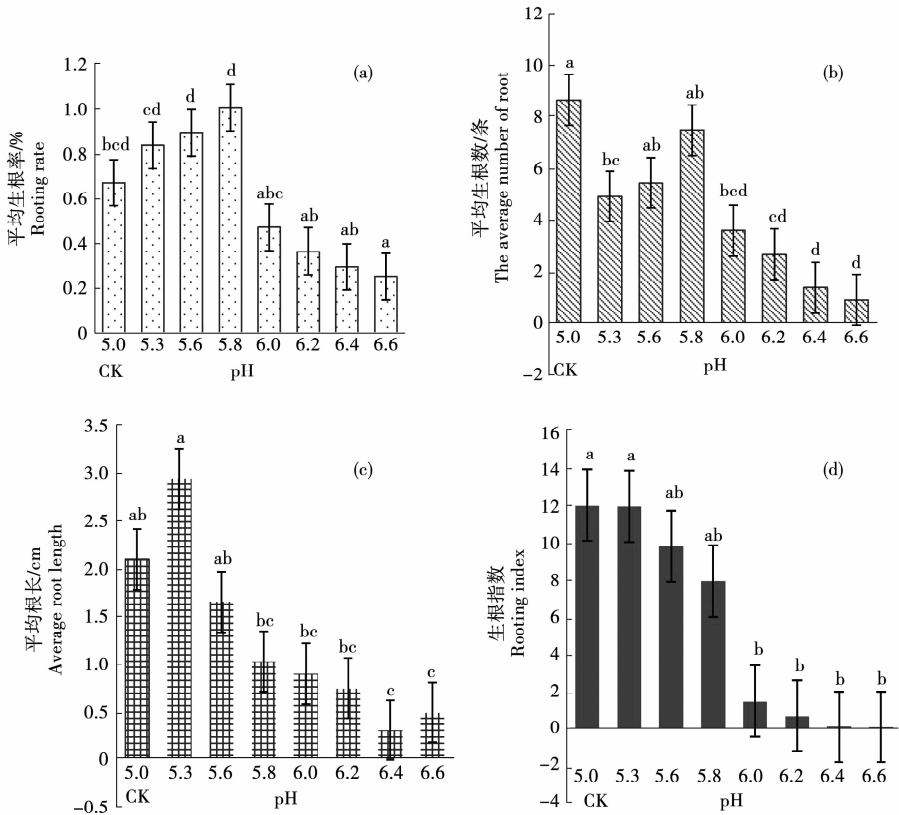 (a)
平均生根率/%
Rooting rate
1.2
1.0
0.8
0.6
0.4
0.2
0
bcd
cd
d
d
abc
ab
ab
a
5.0 5.3 5.6 5.8 6.0 6.2 6.4 6.6
CK pH
(b)
平均生根数/条
The average number of root
12
10
8
6
4
2
0
-2
a
bc
ab
ab
bcd
cd
d
d
5.0 5.3 5.6 5.8 6.0 6.2 6.4 6.6
CK pH
(c)
平均根长/cm
Average root length
3.5
3.0
2.5
2.0
1.5
1.0
0.5
0
-0.5
ab
a
ab
bc
bc
bc
c
c
5.0 5.3 5.6 5.8 6.0 6.2 6.4 6.6
CK pH
(d)
生根指数
Rooting index
16
14
12
10
8
6
4
2
0
-2
-4
a
a
ab
ab
b
b
b
b
5.0 5.3 5.6 5.8 6.0 6.2 6.4 6.6
CK pH